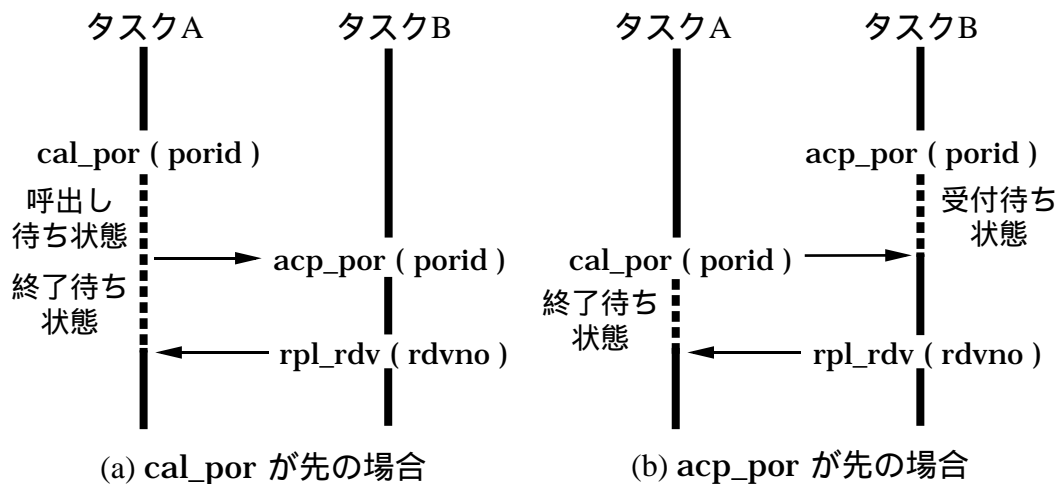 タスクA
タスクB
cal_por ( porid )
呼出し
待ち状態
acp_por ( porid )
終了待ち
状態
rpl_rdv ( rdvno )
(a) cal_por が先の場合
タスクA
タスクB
acp_por ( porid )
受付待ち
状態
cal_por ( porid )
終了待ち
状態
rpl_rdv ( rdvno )
(b) acp_por が先の場合